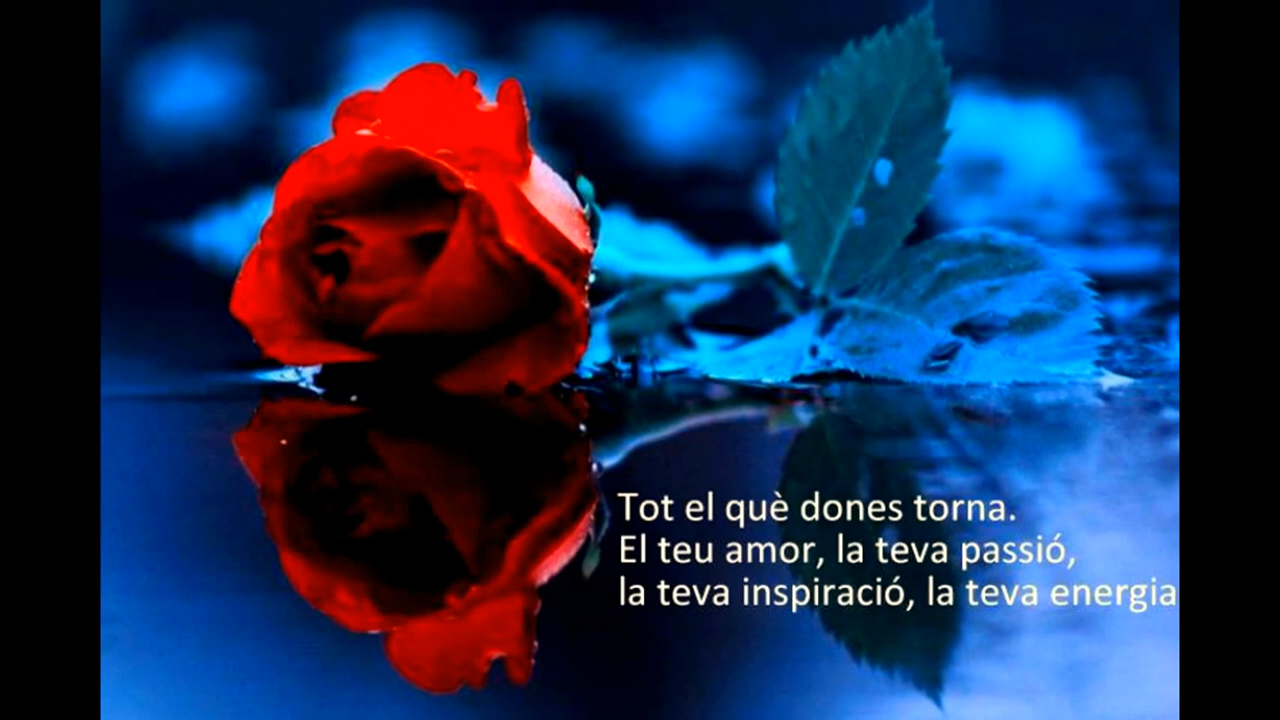 Tot el què dones torna.
El teu amor, la teva passió,
la teva inspiració, la teva energia